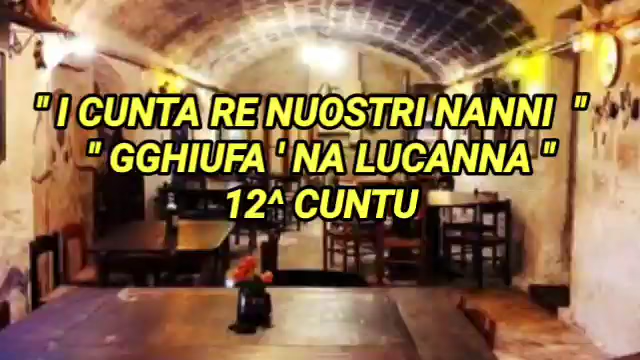 " I CUNTA RE NUOSTRI NANNI "
" GGHIUFA ' NA LUCANNA "
12^ CUNTU